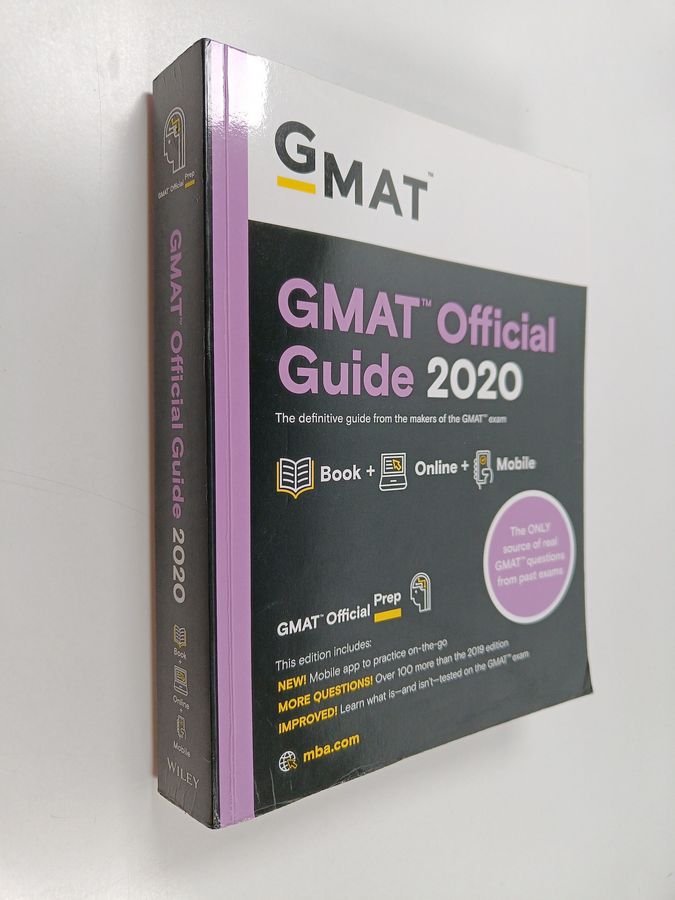 GMAT™
GMAT™ Official
Guide 2020
The definitive guide from the makers of the GMAT™ exam
Book + Online + Mobile
The ONLY
source of real
GMAT™ questions
from past exams
GMAT™ Official Prep
This edition includes:
NEW! Mobile app to practice on-the-go
MORE QUESTIONS! Over 100 more than the 2019 edition
IMPROVED! Learn what is—and isn't—tested on the GMAT™ exam
mba.com
GMAT™ Official Prep
GMAT™ Official Guide 2020
Book
+
Online
+
Mobile
WILEY